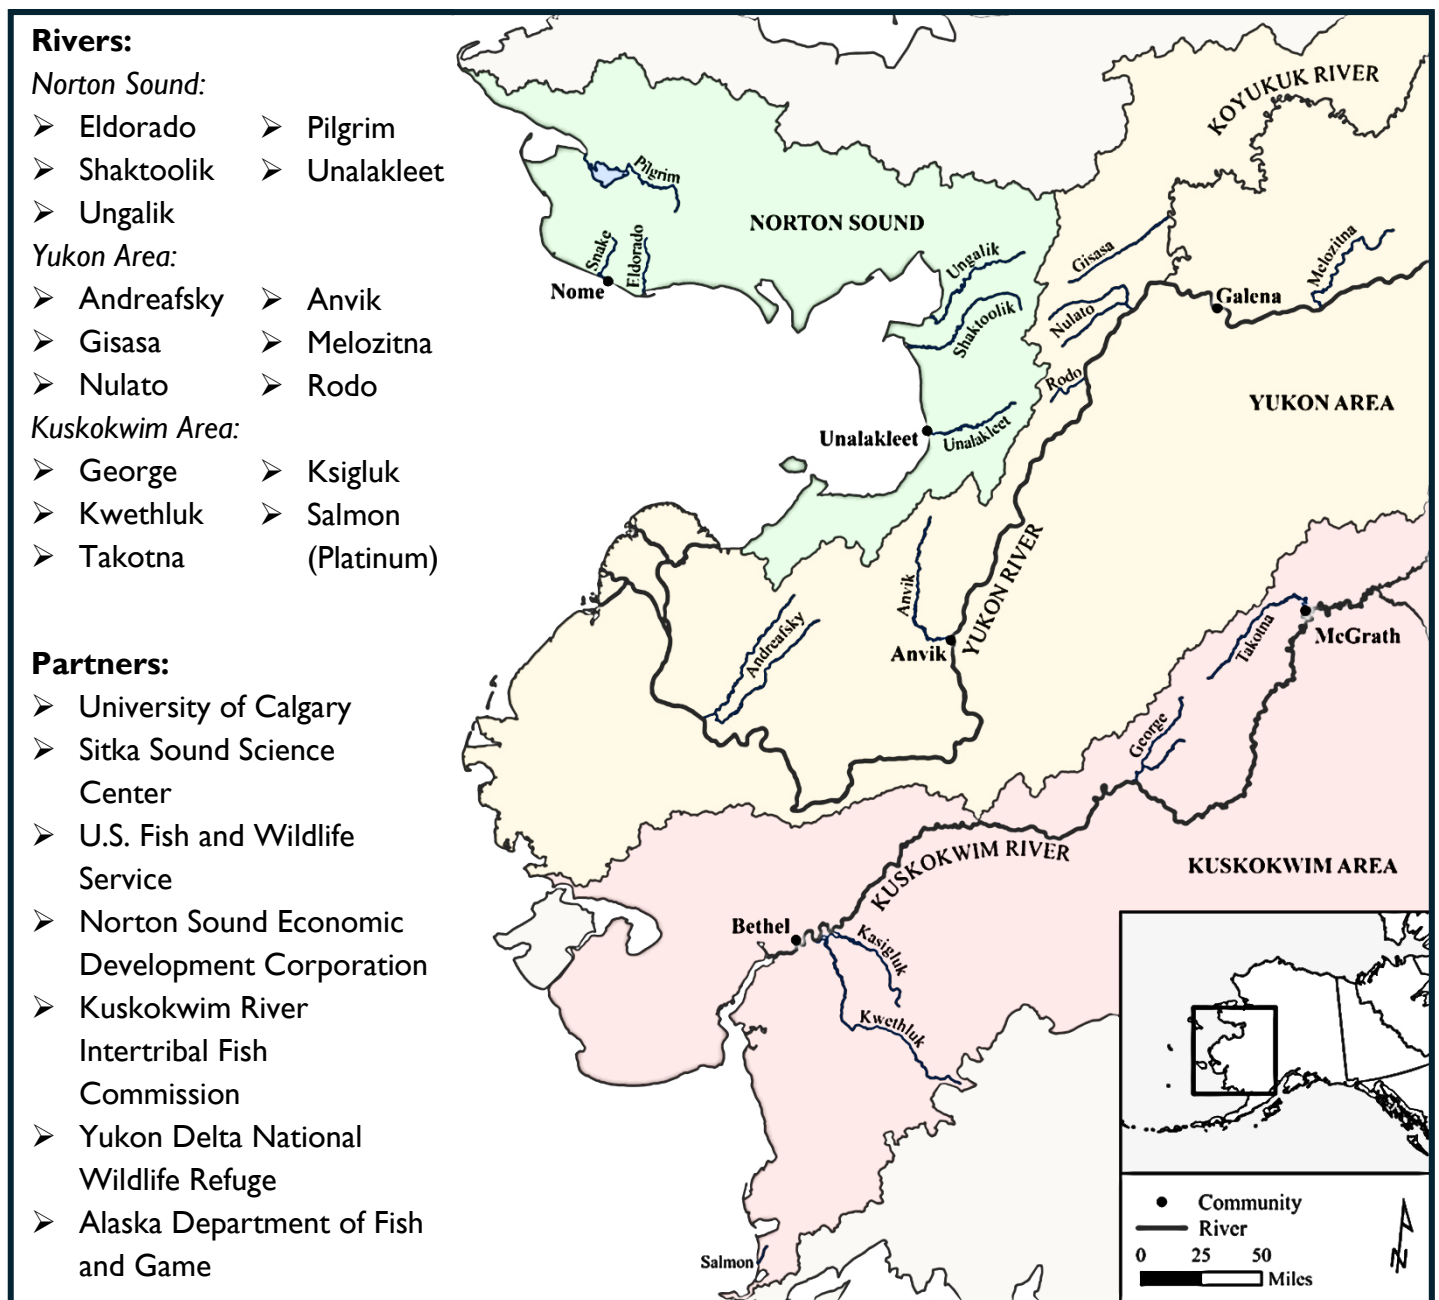 Rivers:
Norton Sound:
➢ Eldorado ➢ Pilgrim
➢ Shaktoolik ➢ Unalakleet
➢ Ungalik
Yukon Area:
➢ Andreafsky ➢ Anvik
➢ Gisasa ➢ Melozitna
➢ Nulato ➢ Rodo
Kuskokwim Area:
➢ George ➢ Ksigluk
➢ Kwethluk ➢ Salmon
➢ Takotna (Platinum)
Partners:
➢ University of Calgary
➢ Sitka Sound Science
Center
➢ U.S. Fish and Wildlife
Service
➢ Norton Sound Economic
Development Corporation
➢ Kuskokwim River
Intertribal Fish
Commission
➢ Yukon Delta National
Wildlife Refuge
➢ Alaska Department of Fish
and Game
KOYUKUK RIVER
Pilgrim
NORTON SOUND
Snake
Eldorado
Nome
Ungalik
Shaktoolik
Gisasa
Melozitna
Galena
Nulato
Rodo
YUKON AREA
Unalakleet
Unalakleet
YUKON RIVER
Anvik
Anvik
Andreafsky
Takotna
McGrath
George
KUSKOKWIM RIVER
KUSKOKWIM AREA
Bethel
Kasigluk
Kwethluk
Salmon
Community
River
0 25 50
Miles
N